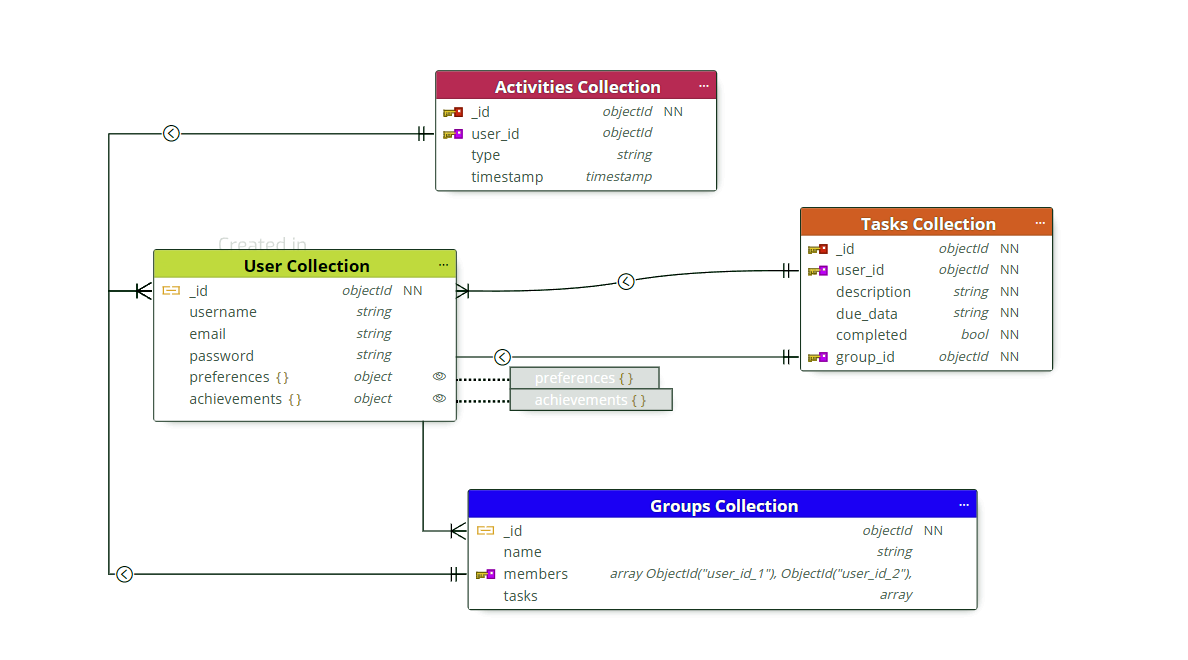 Activities Collection ...
_id objectId NN
user_id objectId
type string
timestamp timestamp
Tasks Collection ...
_id objectId NN
user_id objectId NN
description string NN
due_data string NN
completed bool NN
group_id objectId NN
Created in
User Collection ...
_id objectId NN
username string
email string
password string
preferences { } object
achievements { } object
preferences { }
achievements { }
Groups Collection ...
_id objectId NN
name string
members array ObjectId("user_id_1"), ObjectId("user_id_2"),
tasks array